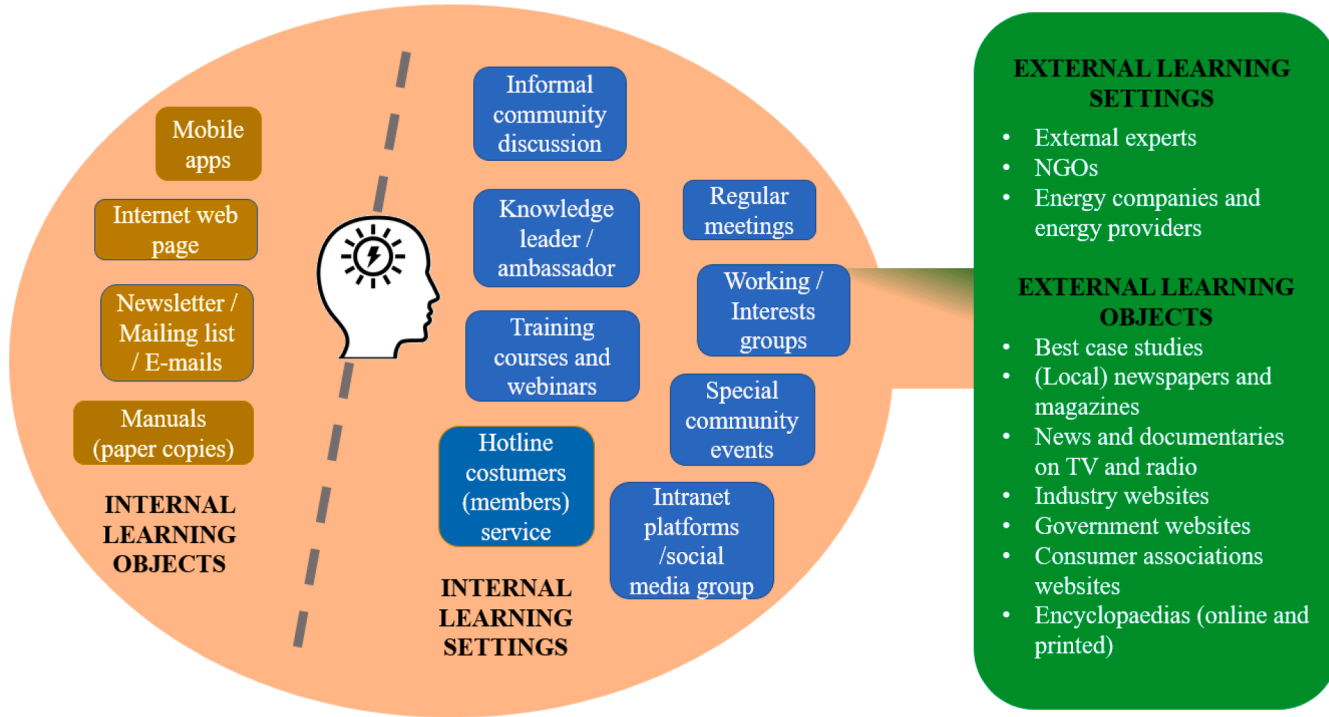 Mobile
apps
Internet web
page
Newsletter /
Mailing list
/ E-mails
Manuals
(paper copies)
INTERNAL
LEARNING
OBJECTS
Informal
community
discussion
Knowledge
leader /
ambassador
Training
courses and
webinars
Hotline
costumers
(members)
service
Regular
meetings
Working /
Interests
groups
Special
community
events
Intranet
platforms
/social
media group
INTERNAL
LEARNING
SETTINGS
EXTERNAL LEARNING
SETTINGS
• External experts
• NGOs
• Energy companies and
energy providers
EXTERNAL LEARNING
OBJECTS
• Best case studies
• (Local) newspapers and
magazines
• News and documentaries
on TV and radio
• Industry websites
• Government websites
• Consumer associations
websites
• Encyclopaedias (online and
printed)